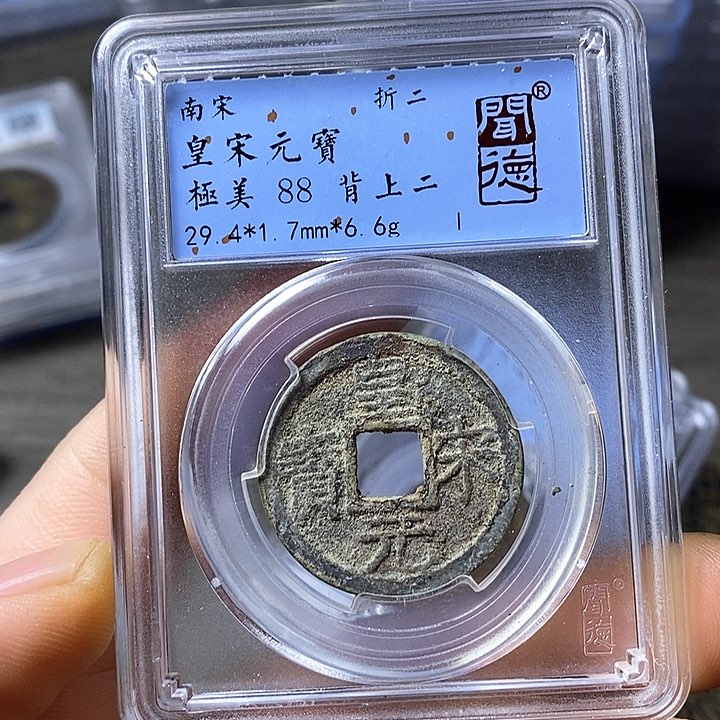 南宋 折二
皇宋元寶
極美 88 背上二
29.4*1.7mm*6.6g
聞德®
皇宋元寶
聞德®